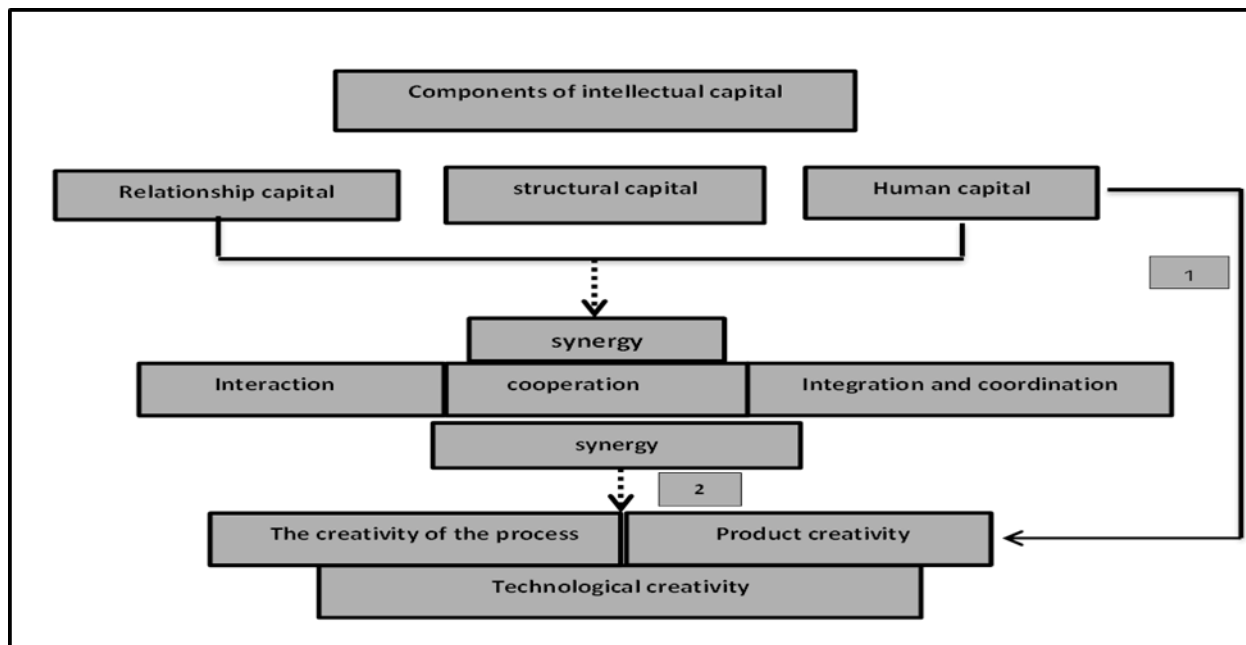 Components of intellectual capital
Relationship capital
structural capital
Human capital
1
synergy
Interaction
cooperation
Integration and coordination
synergy
2
The creativity of the process
Product creativity
Technological creativity